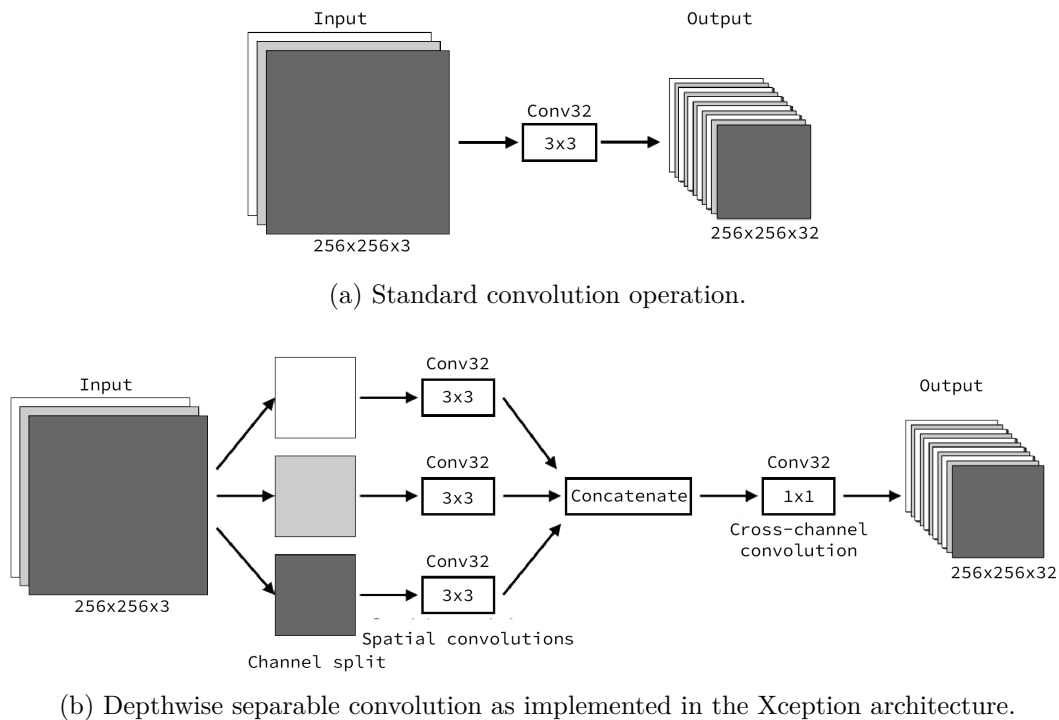 Input
Output
Conv32
3x3
256x256x3
256x256x32
(a) Standard convolution operation.
Input
Conv32
3x3
Output
Conv32
3x3
Concatenate
Conv32
1x1
Cross-channel
convolution
Conv32
3x3
256x256x3
256x256x32
Spatial convolutions
Channel split
(b) Depthwise separable convolution as implemented in the Xception architecture.